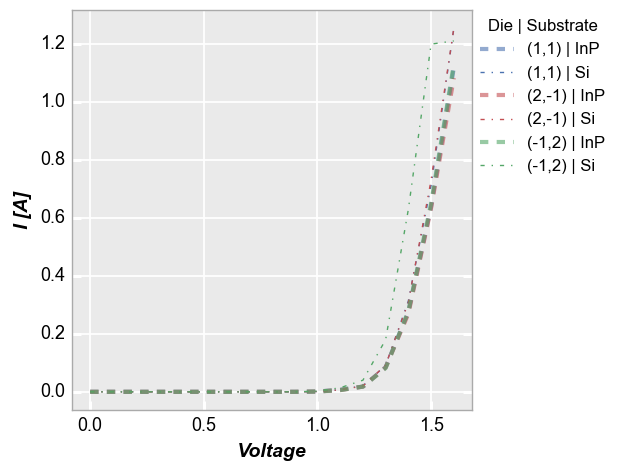 Die | Substrate
(1,1) | InP
(1,1) | Si
(2,-1) | InP
(2,-1) | Si
(-1,2) | InP
(-1,2) | Si
I [A]
1.2
1.0
0.8
0.6
0.4
0.2
0.0
0.0 0.5 1.0 1.5
Voltage